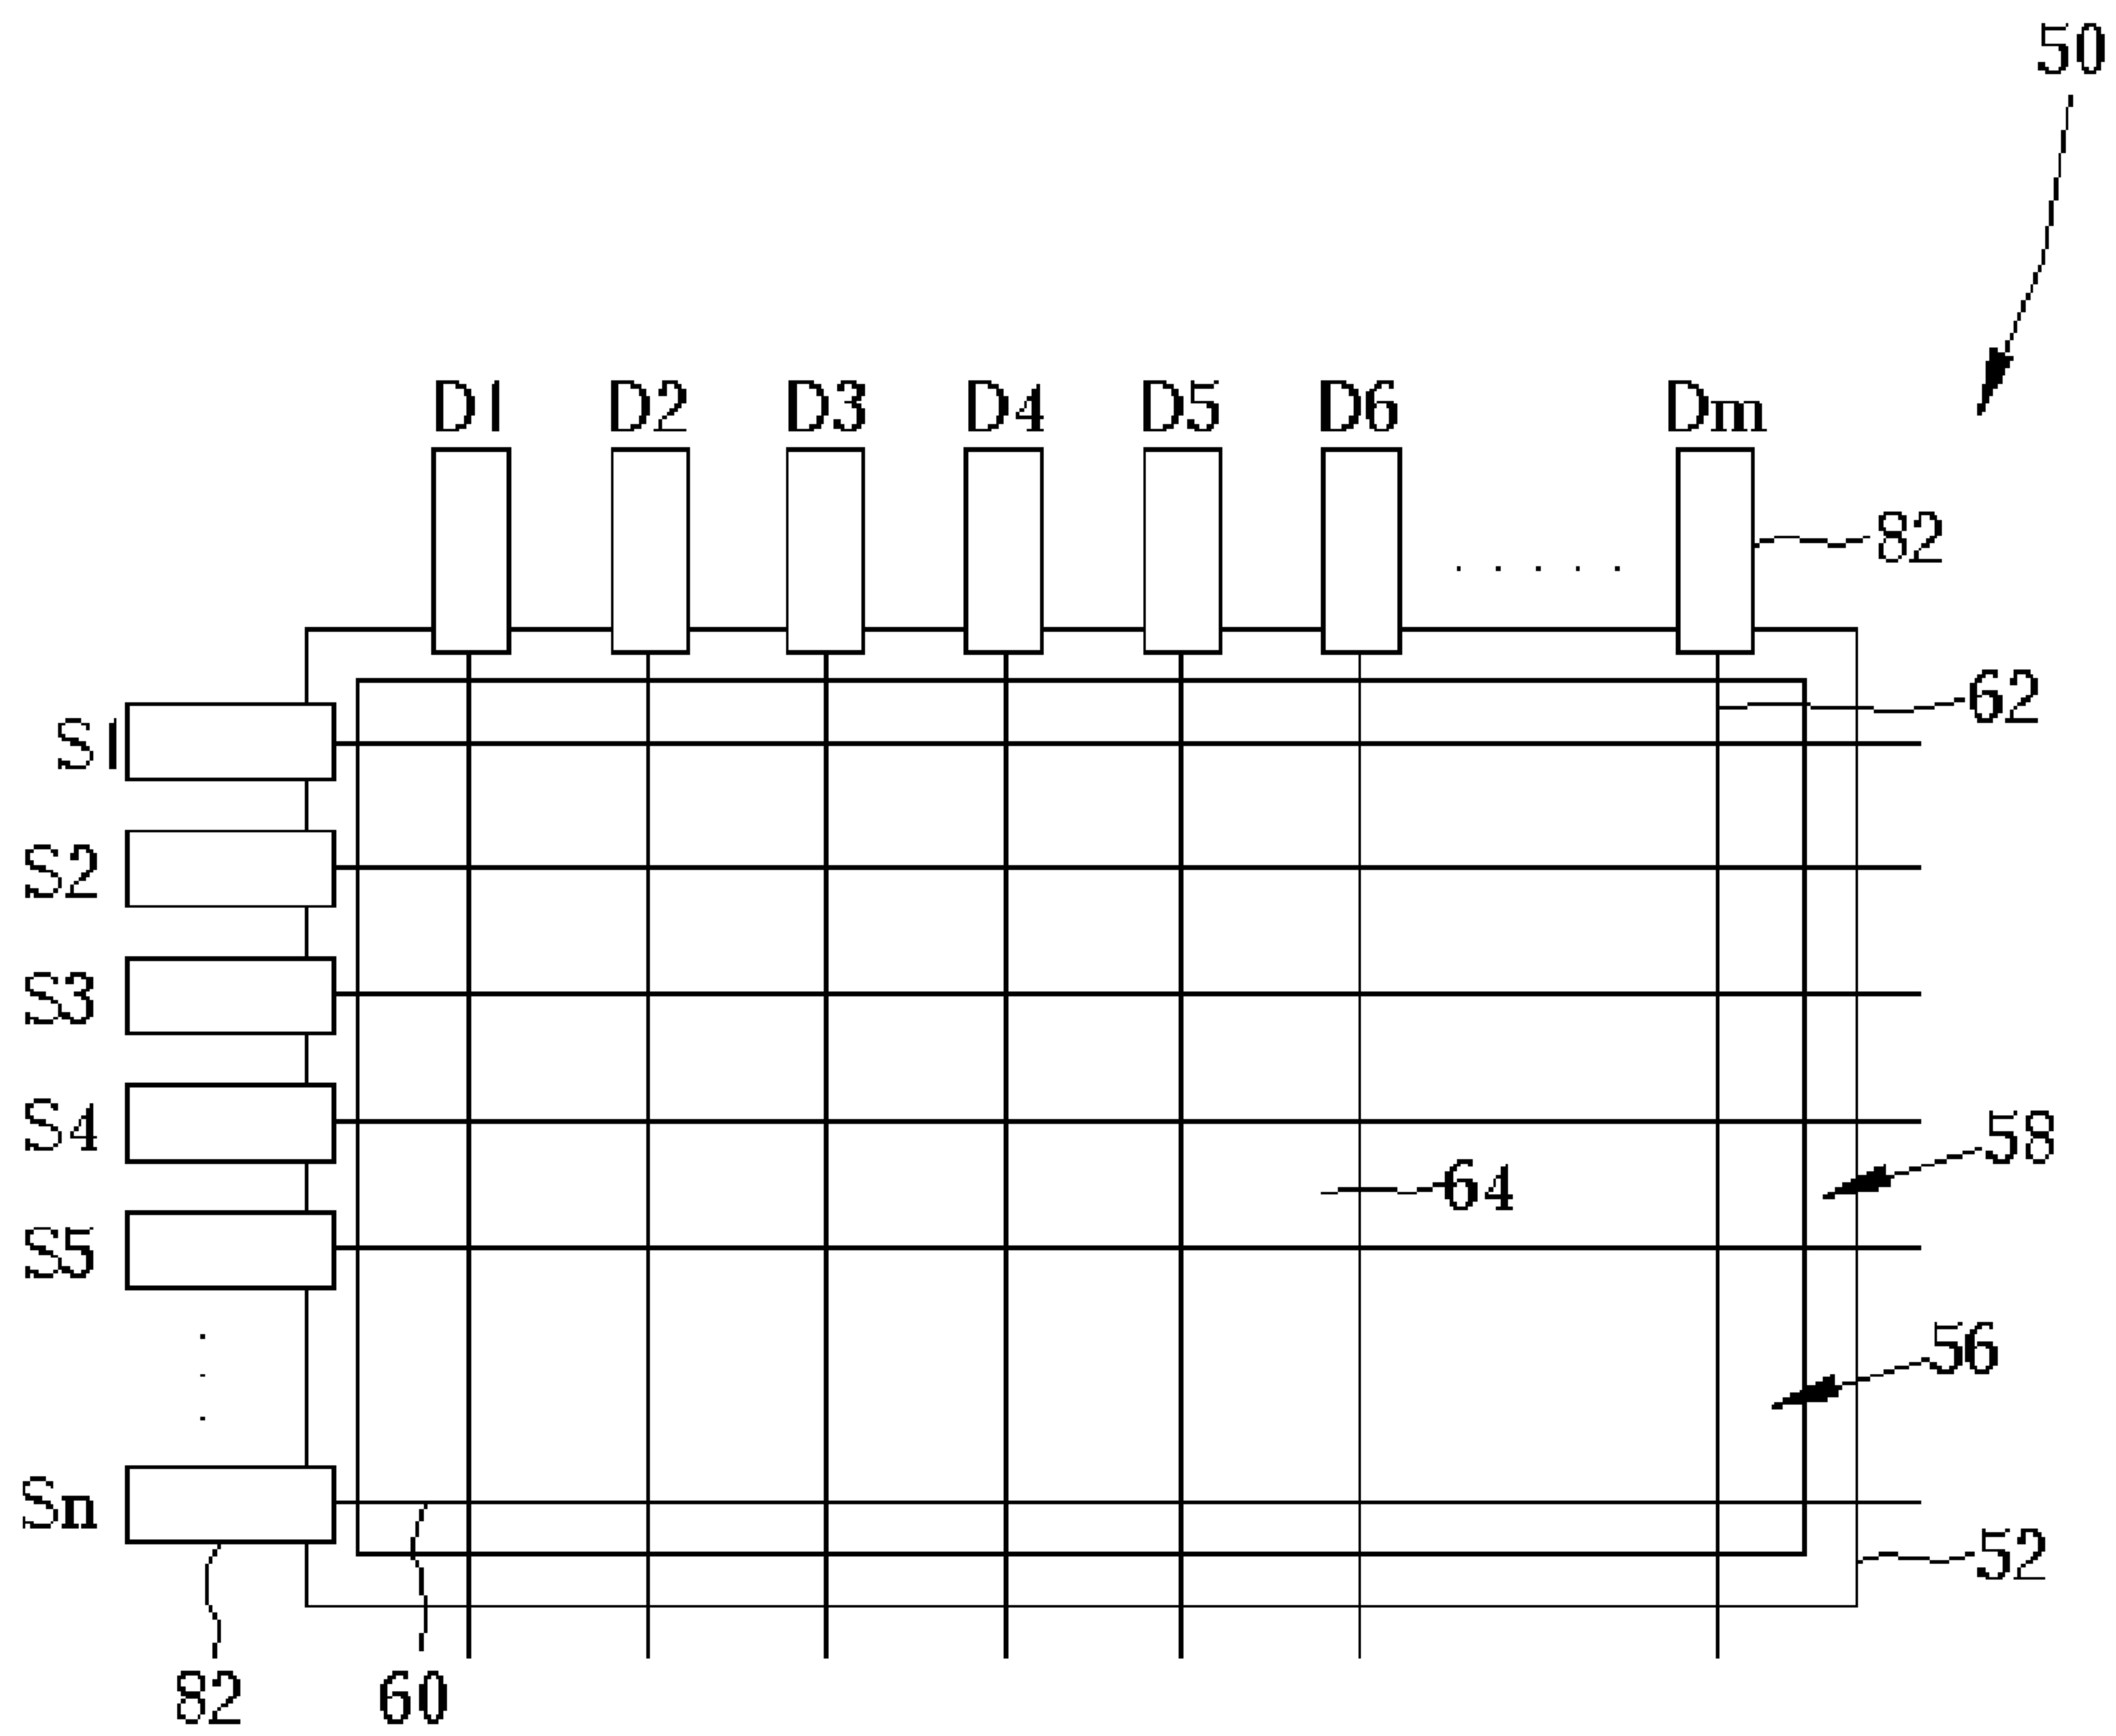 50
D1 D2 D3 D4 D5 D6 ..... Dm
82
62
S1
S2
S3
S4
58
64
S5
56
Sn
52
82 60